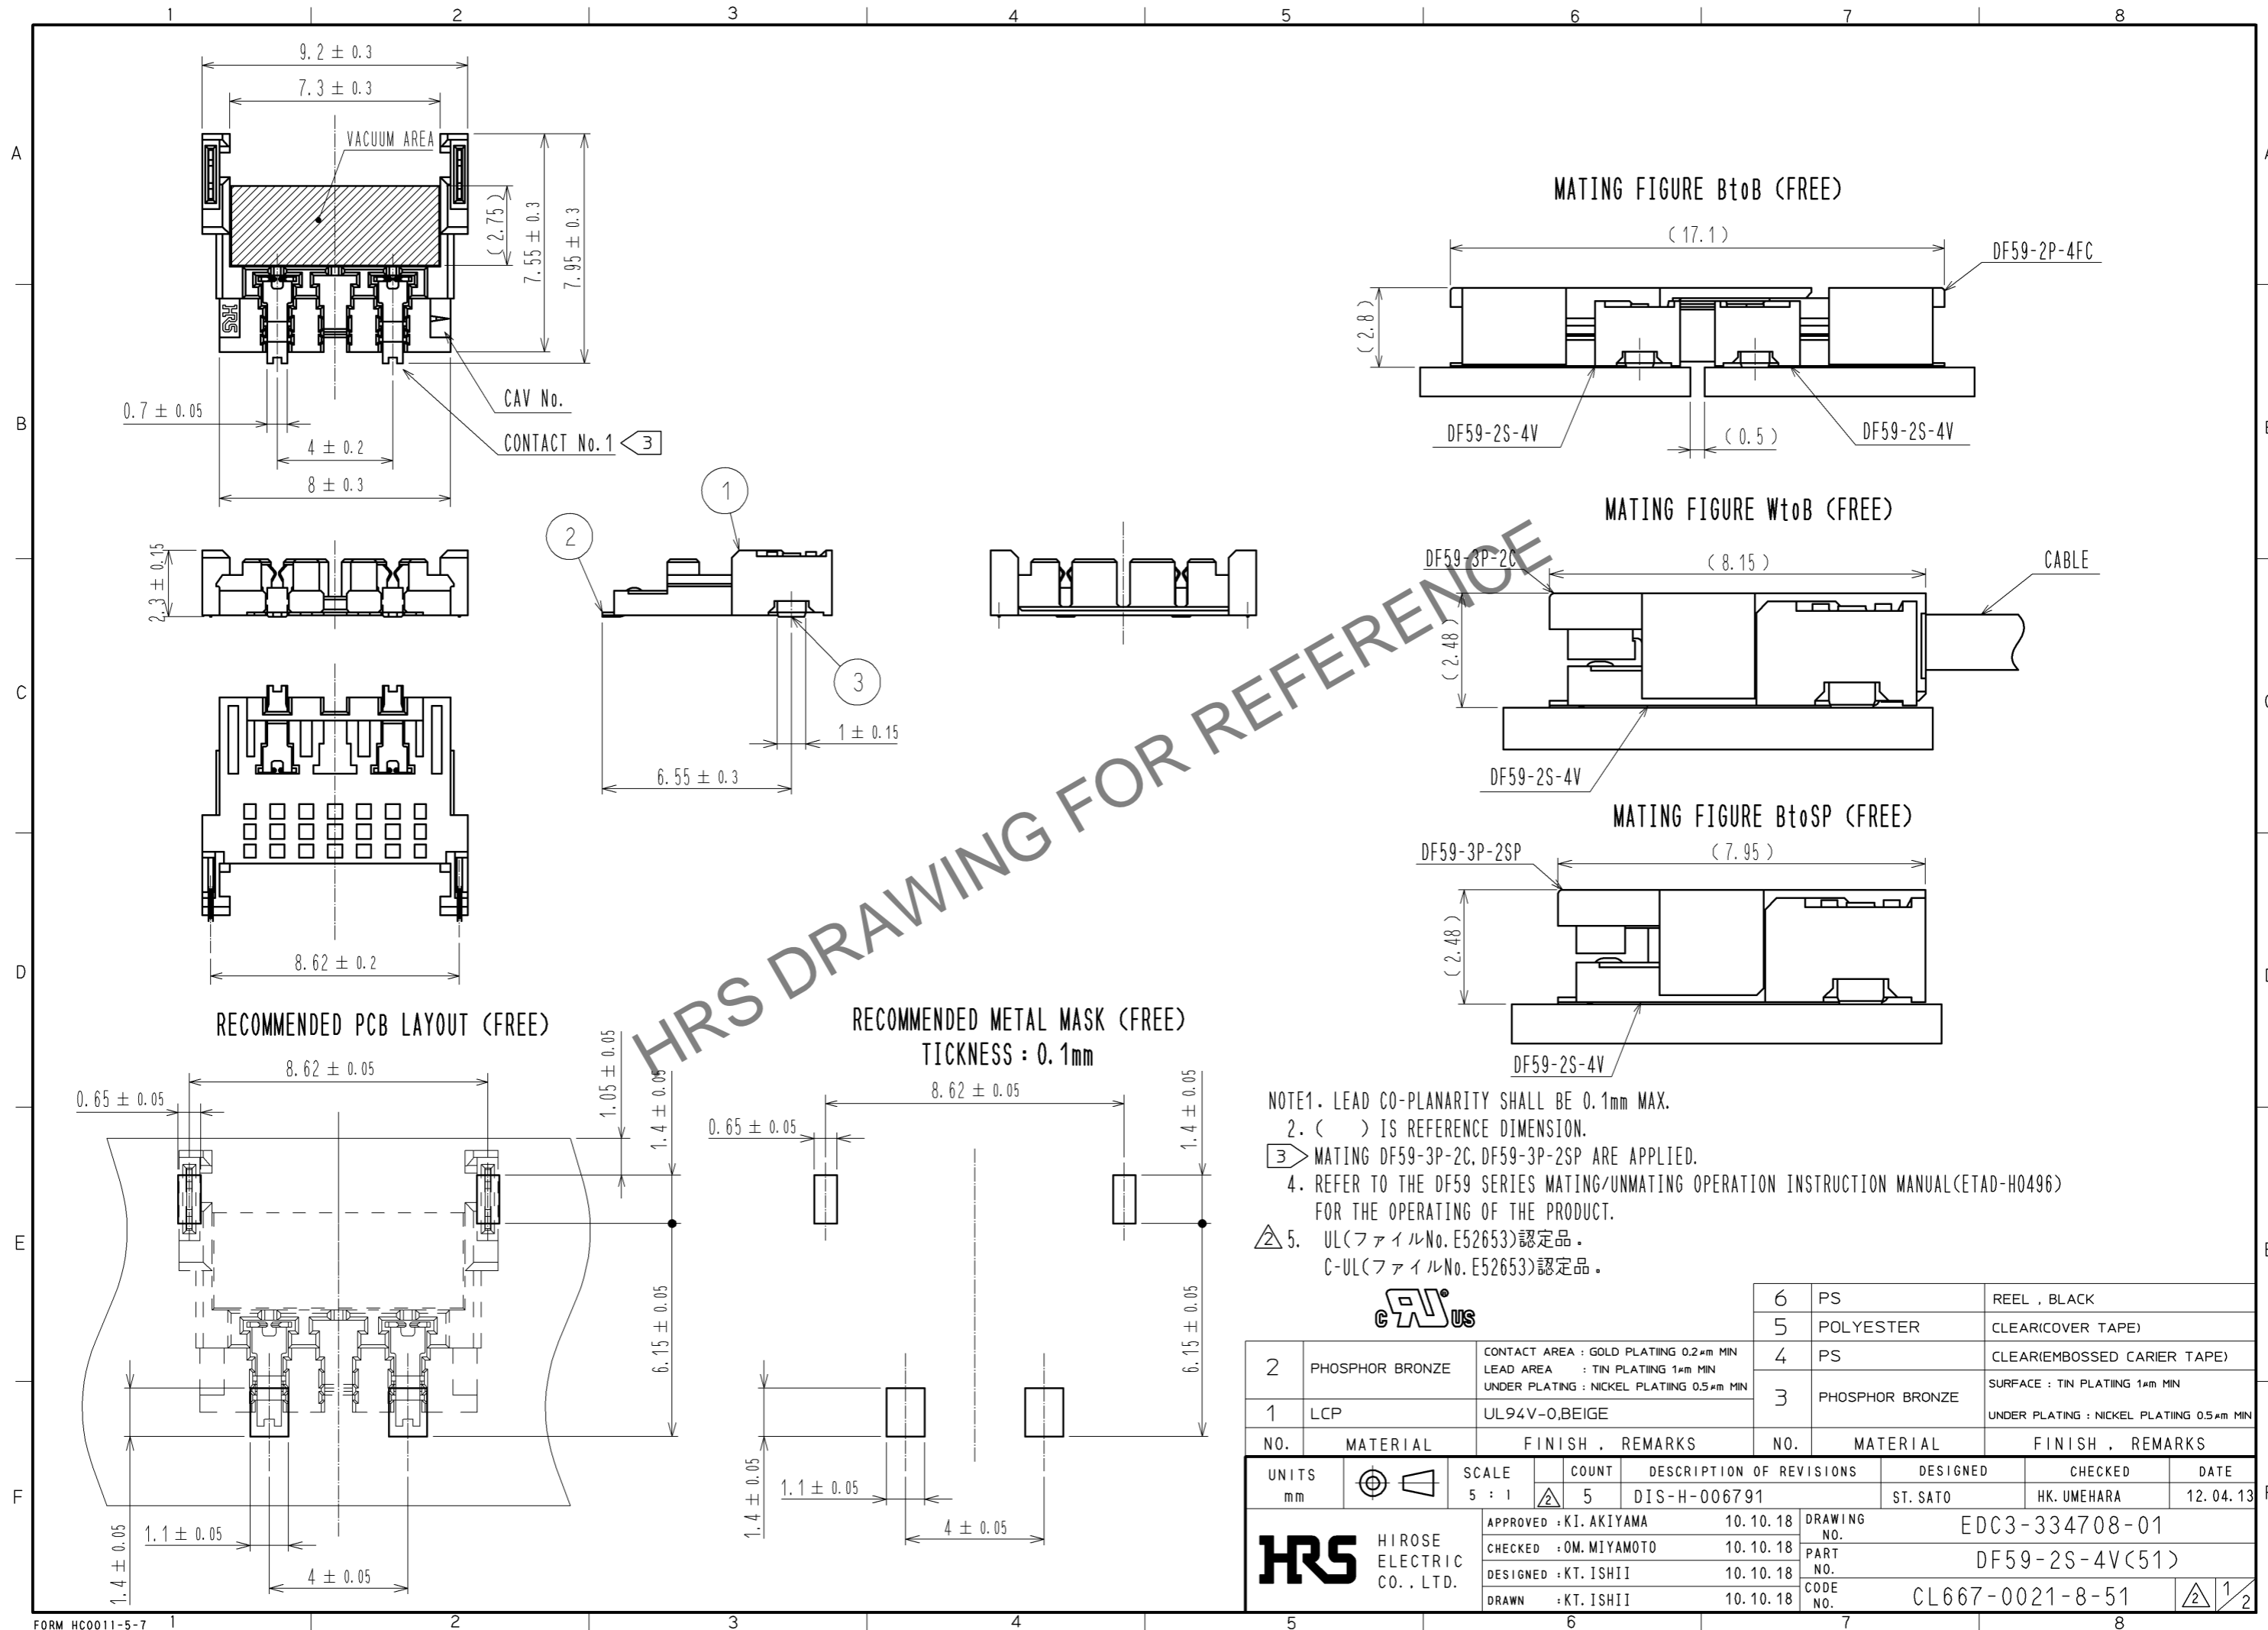 1 2 3 4 5 6 7 8
A
B
C
D
E
F
9.2 ± 0.3
7.3 ± 0.3
VACUUM AREA
( 2.75 )
7.55 ± 0.3
7.95 ± 0.3
HRS
A
CAV No.
CONTACT No.1 3
0.7 ± 0.05
4 ± 0.2
8 ± 0.3
2.3 ± 0.15
1
2
3
1 ± 0.15
6.55 ± 0.3
8.62 ± 0.2
MATING FIGURE BtoB (FREE)
( 17.1 )
DF59-2P-4FC
( 2.8 )
DF59-2S-4V
( 0.5 )
DF59-2S-4V
MATING FIGURE WtoB (FREE)
DF59-3P-2C
( 8.15 )
CABLE
( 2.48 )
DF59-2S-4V
MATING FIGURE BtoSP (FREE)
DF59-3P-2SP
( 7.95 )
( 2.48 )
DF59-2S-4V
HRS DRAWING FOR REFERENCE
RECOMMENDED PCB LAYOUT (FREE)
8.62 ± 0.05
0.65 ± 0.05
1.05 ± 0.05
1.4 ± 0.05
6.15 ± 0.05
1.4 ± 0.05
1.1 ± 0.05
4 ± 0.05
RECOMMENDED METAL MASK (FREE)
TICKNESS : 0.1mm
8.62 ± 0.05
0.65 ± 0.05
1.4 ± 0.05
6.15 ± 0.05
1.4 ± 0.05
1.1 ± 0.05
4 ± 0.05
NOTE1. LEAD CO-PLANARITY SHALL BE 0.1mm MAX.
2. ( ) IS REFERENCE DIMENSION.
3 MATING DF59-3P-2C, DF59-3P-2SP ARE APPLIED.
4. REFER TO THE DF59 SERIES MATING/UNMATING OPERATION INSTRUCTION MANUAL(ETAD-H0496)
FOR THE OPERATING OF THE PRODUCT.
2 5. UL(ファイルNo.E52653)認定品。
C-UL(ファイルNo.E52653)認定品。
c RU ® US
6 PS REEL , BLACK
5 POLYESTER CLEAR(COVER TAPE)
4 PS CLEAR(EMBOSSED CARIER TAPE)
3 PHOSPHOR BRONZE SURFACE : TIN PLATIING 1μm MIN
UNDER PLATING : NICKEL PLATIING 0.5μm MIN
2 PHOSPHOR BRONZE CONTACT AREA : GOLD PLATIING 0.2μm MIN
LEAD AREA : TIN PLATIING 1μm MIN
UNDER PLATING : NICKEL PLATIING 0.5μm MIN
1 LCP UL94V-0,BEIGE
NO. MATERIAL FINISH , REMARKS NO. MATERIAL FINISH , REMARKS
UNITS mm
SCALE 5 : 1
COUNT DESCRIPTION OF REVISIONS DESIGNED CHECKED DATE
2 5 DIS-H-006791 ST. SATO HK. UMEHARA 12.04.13
HRS
HIROSE
ELECTRIC
CO., LTD.
APPROVED : KI. AKIYAMA 10.10.18
CHECKED : OM. MIYAMOTO 10.10.18
DESIGNED : KT. ISHII 10.10.18
DRAWN : KT. ISHII 10.10.18
DRAWING NO. EDC3-334708-01
PART NO. DF59-2S-4V(51)
CODE NO. CL667-0021-8-51 2 1/2
FORM HC0011-5-7
1 2 3 4 5 6 7 8